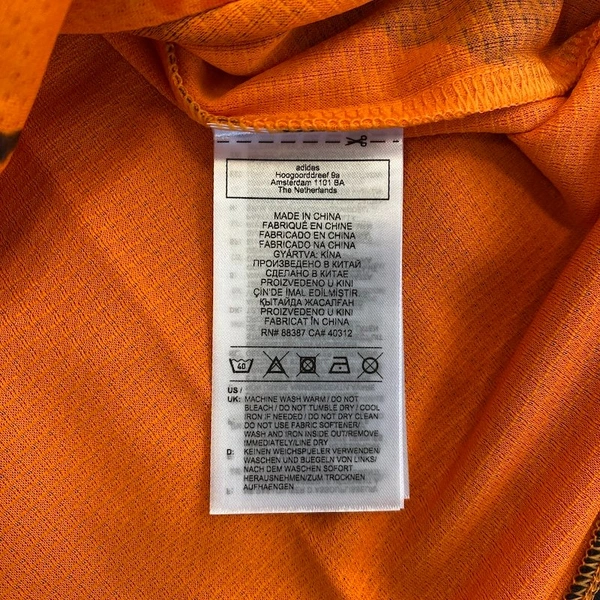 adidas
Hoogoorddreef 9a
Amsterdam 1101 BA
The Netherlands
MADE IN CHINA
FABRIQUÉ EN CHINE
FABRICADO EN CHINA
FABRICADO NA CHINA
GYÁRTVA: KÍNA
ПРОИЗВЕДЕНО В КИТАЙ
СДЕЛАНО В КИТАЕ
PROIZVEDENO U KINI
ÇİN'DE İMAL EDİLMİŞTİR.
ҚЫТАЙДА ЖАСАЛҒАН
PROIZVEDENO U KINI
FABRICAT ÎN CHINA
RN# 88387 CA# 40312
40
US /
UK: MACHINE WASH WARM / DO NOT
BLEACH / DO NOT TUMBLE DRY / COOL
IRON IF NEEDED / DO NOT DRY CLEAN
DO NOT USE FABRIC SOFTENER/
WASH AND IRON INSIDE OUT/REMOVE
IMMEDIATELY/LINE DRY
D: KEINEN WEICHSPUELER VERWENDEN/
WASCHEN UND BUEGELN VON LINKS/
NACH DEM WASCHEN SOFORT
HERAUSNEHMEN/ZUM TROCKNEN
AUFHAENGEN